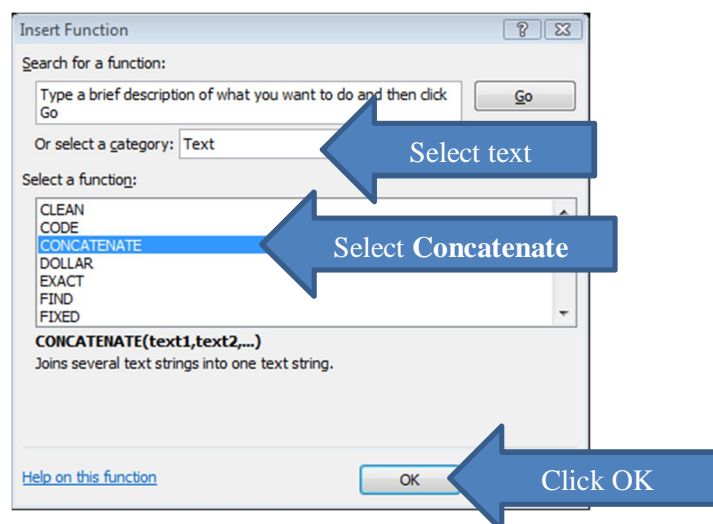 Insert Function
Search for a function:
Type a brief description of what you want to do and then click
Go
Go
Or select a category: Text
Select text
Select a function:
CLEAN
CODE
CONCATENATE
Select Concatenate
DOLLAR
EXACT
FIND
FIXED
CONCATENATE(text1,text2,...)
Joins several text strings into one text string.
Help on this function
OK
Click OK